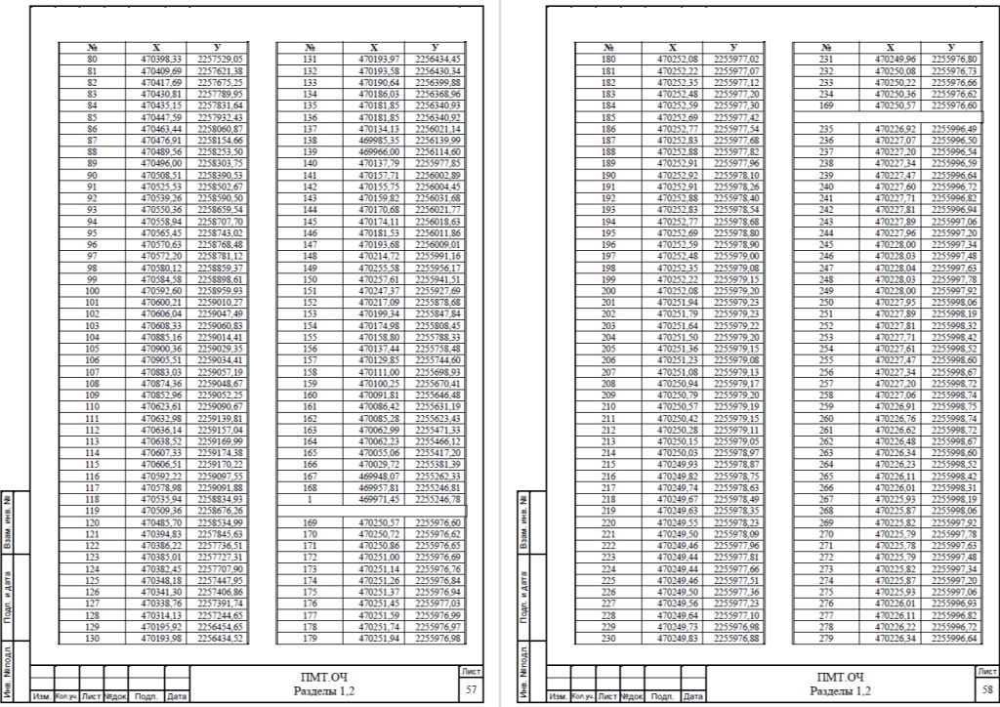 № X У
80 470398,33 2257529,05
81 470409,69 2257621,38
82 470417,69 2257675,25
83 470430,81 2257789,95
84 470435,15 2257831,64
85 470447,59 2257932,43
86 470463,44 2258060,87
87 470476,91 2258154,66
88 470489,56 2258253,50
89 470496,00 2258303,75
90 470508,51 2258390,53
91 470525,53 2258502,67
92 470539,26 2258590,50
93 470550,36 2258659,54
94 470558,94 2258707,70
95 470565,45 2258743,02
96 470570,63 2258768,48
97 470572,20 2258781,12
98 470580,12 2258859,37
99 470584,58 2258898,61
100 470592,60 2258959,93
101 470600,21 2259010,27
102 470606,04 2259047,49
103 470608,33 2259060,83
104 470885,16 2259014,41
105 470900,36 2259029,35
106 470905,51 2259034,41
107 470883,03 2259057,19
108 470874,36 2259048,67
109 470852,96 2259052,25
110 470623,61 2259090,67
111 470632,98 2259139,81
112 470636,14 2259157,04
113 470638,52 2259169,99
114 470607,33 2259174,38
115 470606,51 2259170,22
116 470592,22 2259097,55
117 470578,98 2259091,88
118 470535,94 2258834,93
119 470509,36 2258676,26
120 470485,70 2258534,99
121 470394,83 2257845,63
122 470386,22 2257736,51
123 470385,01 2257727,31
124 470382,45 2257707,90
125 470348,18 2257447,95
126 470341,30 2257406,86
127 470338,76 2257391,74
128 470314,13 2257244,65
129 470195,92 2256454,65
130 470193,98 2256434,52
№ X У
131 470193,97 2256434,45
132 470193,58 2256430,34
133 470190,64 2256399,88
134 470186,03 2256368,96
135 470181,85 2256340,93
136 470181,85 2256340,92
137 470134,13 2256021,14
138 469985,35 2256139,99
139 469966,00 2256114,60
140 470137,79 2255977,85
141 470157,71 2256002,89
142 470155,75 2256004,45
143 470159,82 2256031,68
144 470170,68 2256021,77
145 470174,11 2256018,63
146 470181,53 2256011,86
147 470193,68 2256009,01
148 470214,72 2255991,16
149 470255,58 2255956,17
150 470257,61 2255941,51
151 470247,37 2255927,69
152 470217,09 2255878,68
153 470199,34 2255847,84
154 470174,98 2255808,45
155 470158,80 2255788,33
156 470137,44 2255758,48
157 470129,85 2255744,60
158 470111,00 2255698,93
159 470100,25 2255670,41
160 470091,81 2255646,48
161 470086,42 2255631,19
162 470085,28 2255623,43
163 470062,99 2255471,33
164 470062,23 2255466,12
165 470055,06 2255417,20
166 470029,72 2255381,39
167 469948,07 2255262,33
168 469957,81 2255246,81
1 469971,45 2255246,78
169 470250,57 2255976,60
170 470250,72 2255976,62
171 470250,86 2255976,65
172 470251,00 2255976,69
173 470251,14 2255976,76
174 470251,26 2255976,84
175 470251,37 2255976,94
176 470251,45 2255977,03
177 470251,59 2255976,99
178 470251,74 2255976,97
179 470251,94 2255976,98
Взам. инв. №
Подп. и дата
Инв. №подл.
Изм. Кол.уч. Лист №док Подп. Дата
ПМТ.ОЧ
Разделы 1,2
Лист
57
№ X У
180 470252,08 2255977,02
181 470252,22 2255977,07
182 470252,35 2255977,12
183 470252,48 2255977,20
184 470252,59 2255977,30
185 470252,69 2255977,42
186 470252,77 2255977,54
187 470252,83 2255977,68
188 470252,88 2255977,82
189 470252,91 2255977,96
190 470252,92 2255978,10
191 470252,91 2255978,26
192 470252,88 2255978,40
193 470252,83 2255978,54
194 470252,77 2255978,68
195 470252,69 2255978,80
196 470252,59 2255978,90
197 470252,48 2255979,00
198 470252,35 2255979,08
199 470252,22 2255979,15
200 470252,08 2255979,20
201 470251,94 2255979,23
202 470251,79 2255979,23
203 470251,64 2255979,22
204 470251,50 2255979,20
205 470251,36 2255979,15
206 470251,23 2255979,08
207 470251,08 2255979,13
208 470250,94 2255979,17
209 470250,79 2255979,20
210 470250,57 2255979,19
211 470250,42 2255979,15
212 470250,28 2255979,11
213 470250,15 2255979,05
214 470250,03 2255978,97
215 470249,93 2255978,87
216 470249,82 2255978,75
217 470249,74 2255978,63
218 470249,67 2255978,49
219 470249,63 2255978,35
220 470249,55 2255978,23
221 470249,50 2255978,09
222 470249,46 2255977,96
223 470249,44 2255977,81
224 470249,44 2255977,66
225 470249,46 2255977,51
226 470249,50 2255977,36
227 470249,56 2255977,23
228 470249,64 2255977,10
229 470249,73 2255976,98
230 470249,83 2255976,88
№ X У
231 470249,96 2255976,80
232 470250,08 2255976,73
233 470250,22 2255976,66
234 470250,36 2255976,62
169 470250,57 2255976,60
235 470226,92 2255996,49
236 470227,07 2255996,50
237 470227,20 2255996,54
238 470227,34 2255996,59
239 470227,47 2255996,64
240 470227,60 2255996,72
241 470227,71 2255996,82
242 470227,81 2255996,94
243 470227,89 2255997,06
244 470227,96 2255997,20
245 470228,00 2255997,34
246 470228,03 2255997,48
247 470228,04 2255997,63
248 470228,03 2255997,78
249 470228,00 2255997,92
250 470227,95 2255998,06
251 470227,89 2255998,19
252 470227,81 2255998,32
253 470227,71 2255998,42
254 470227,61 2255998,52
255 470227,47 2255998,60
256 470227,34 2255998,67
257 470227,20 2255998,72
258 470227,06 2255998,74
259 470226,91 2255998,75
260 470226,76 2255998,74
261 470226,62 2255998,72
262 470226,48 2255998,67
263 470226,34 2255998,60
264 470226,23 2255998,52
265 470226,11 2255998,42
266 470226,01 2255998,31
267 470225,93 2255998,19
268 470225,87 2255998,06
269 470225,82 2255997,92
270 470225,79 2255997,78
271 470225,78 2255997,63
272 470225,79 2255997,48
273 470225,82 2255997,34
274 470225,87 2255997,20
275 470225,93 2255997,06
276 470226,01 2255996,93
277 470226,11 2255996,82
278 470226,22 2255996,72
279 470226,34 2255996,64
Взам. инв. №
Подп. и дата
Инв. №подл.
Изм. Кол.уч. Лист №док Подп. Дата
ПМТ.ОЧ
Разделы 1,2
Лист
58